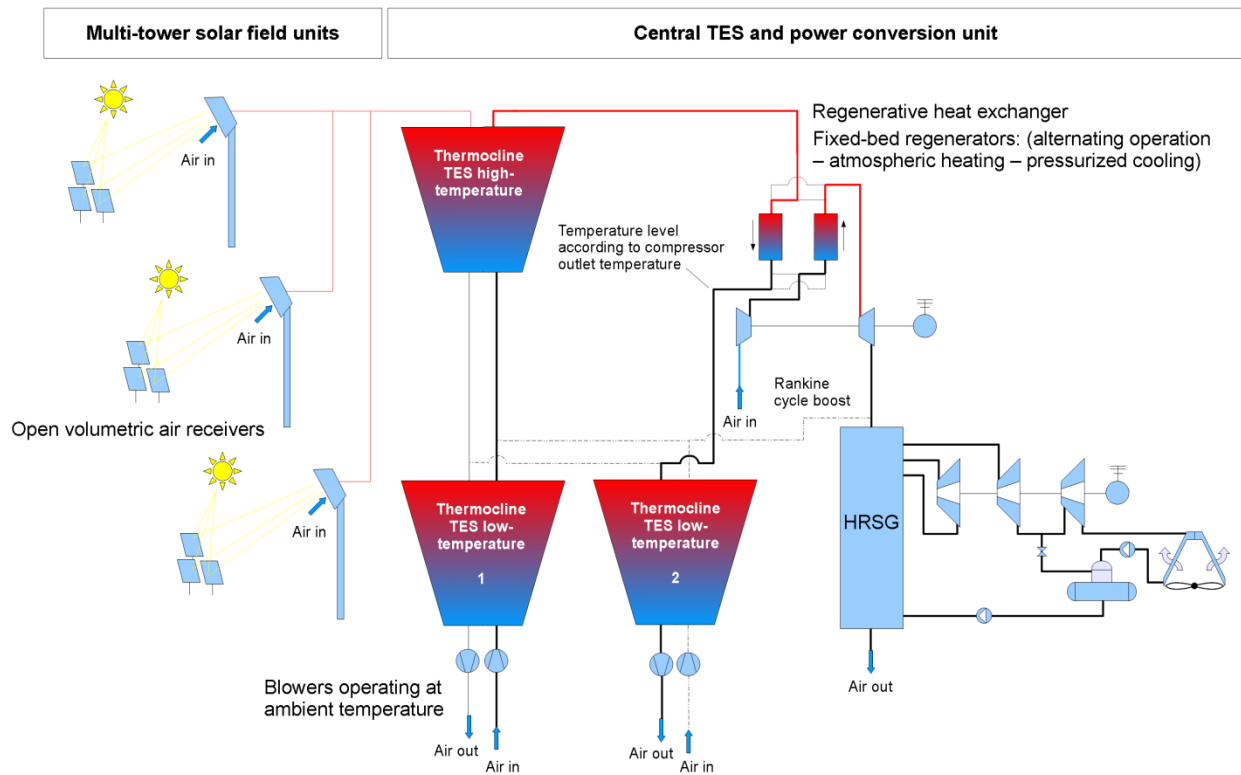 Multi-tower solar field units
Central TES and power conversion unit
Air in
Air in
Open volumetric air receivers
Air in
Thermocline
TES high-
temperature
Regenerative heat exchanger
Fixed-bed regenerators: (alternating operation
– atmospheric heating – pressurized cooling)
Temperature level
according to compressor
outlet temperature
Air in
Rankine
cycle boost
Thermocline
TES low-
temperature
1
Thermocline
TES low-
temperature
2
HRSG
Blowers operating at
ambient temperature
Air out
Air in
Air out
Air in
Air out